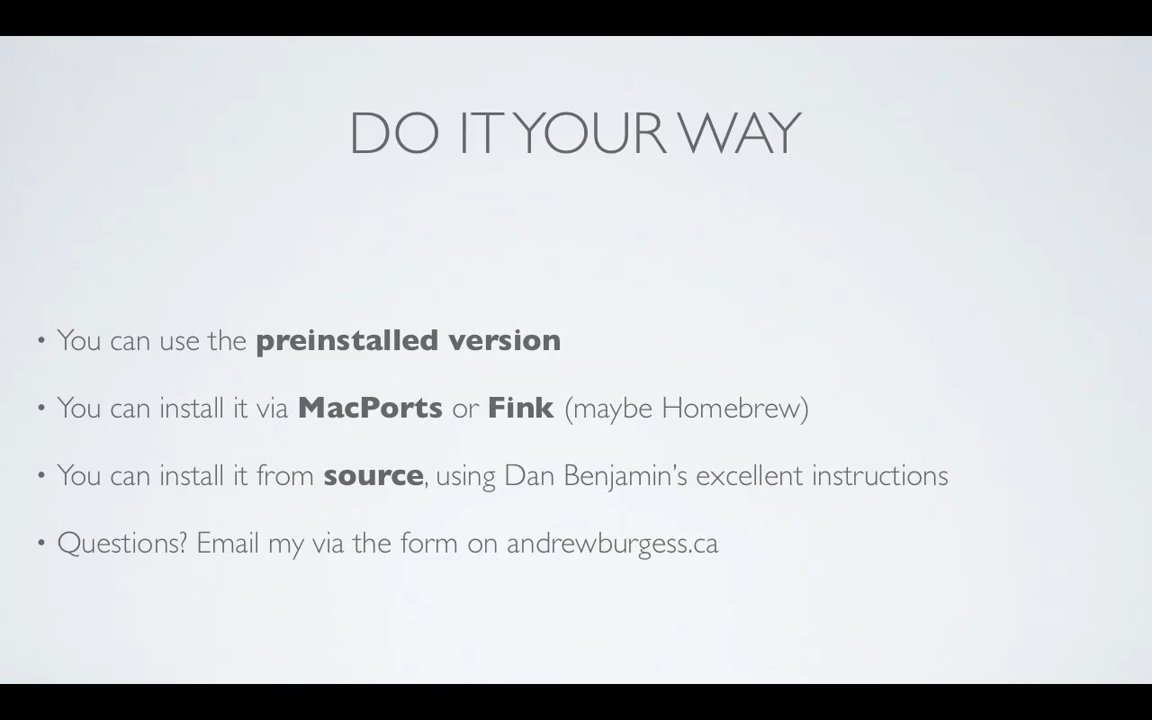 DO IT YOUR WAY
• You can use the preinstalled version
• You can install it via MacPorts or Fink (maybe Homebrew)
• You can install it from source, using Dan Benjamin’s excellent instructions
• Questions? Email my via the form on andrewburgess.ca